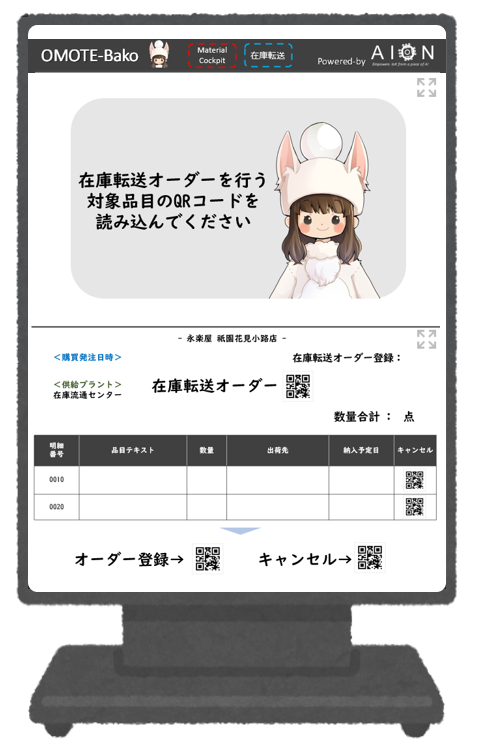 OMOTE-Bako
Material
Cockpit
在庫転送
Powered-by AION
Empower, tell from a piece of AI
在庫転送オーダーを行う
対象品目のQRコードを
読み込んでください
- 永楽屋 祇園花見小路店 -
＜購買発注日時＞
在庫転送オーダー登録：
＜供給プラント＞
在庫流通センター
在庫転送オーダー
数量合計： 点
明細
番号 品目テキスト 数量 出荷先 納入予定日 キャンセル
0010
0020
オーダー登録→ キャンセル→